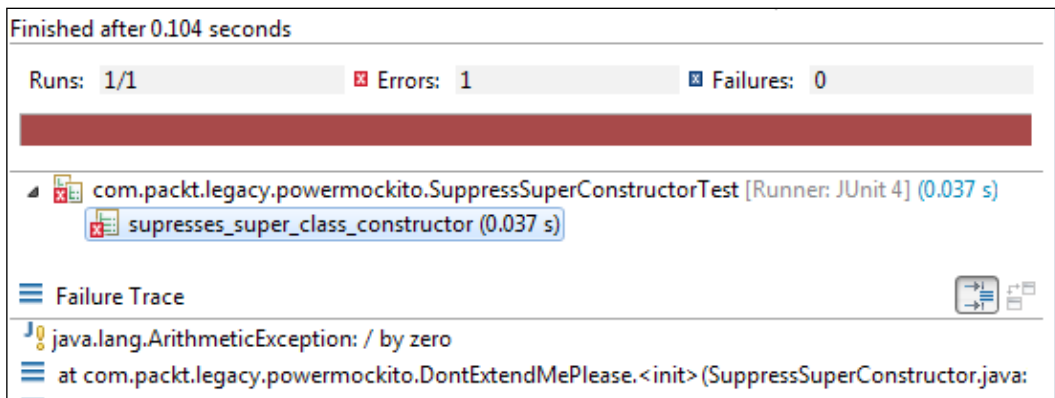 Finished after 0.104 seconds
Runs: 1/1 Errors: 1 Failures: 0
com.packt.legacy.powermockito.SuppressSuperConstructorTest [Runner: JUnit 4] (0.037 s)
supresses_super_class_constructor (0.037 s)
Failure Trace
java.lang.ArithmeticException: / by zero
at com.packt.legacy.powermockito.DontExtendMePlease.<init>(SuppressSuperConstructor.java: